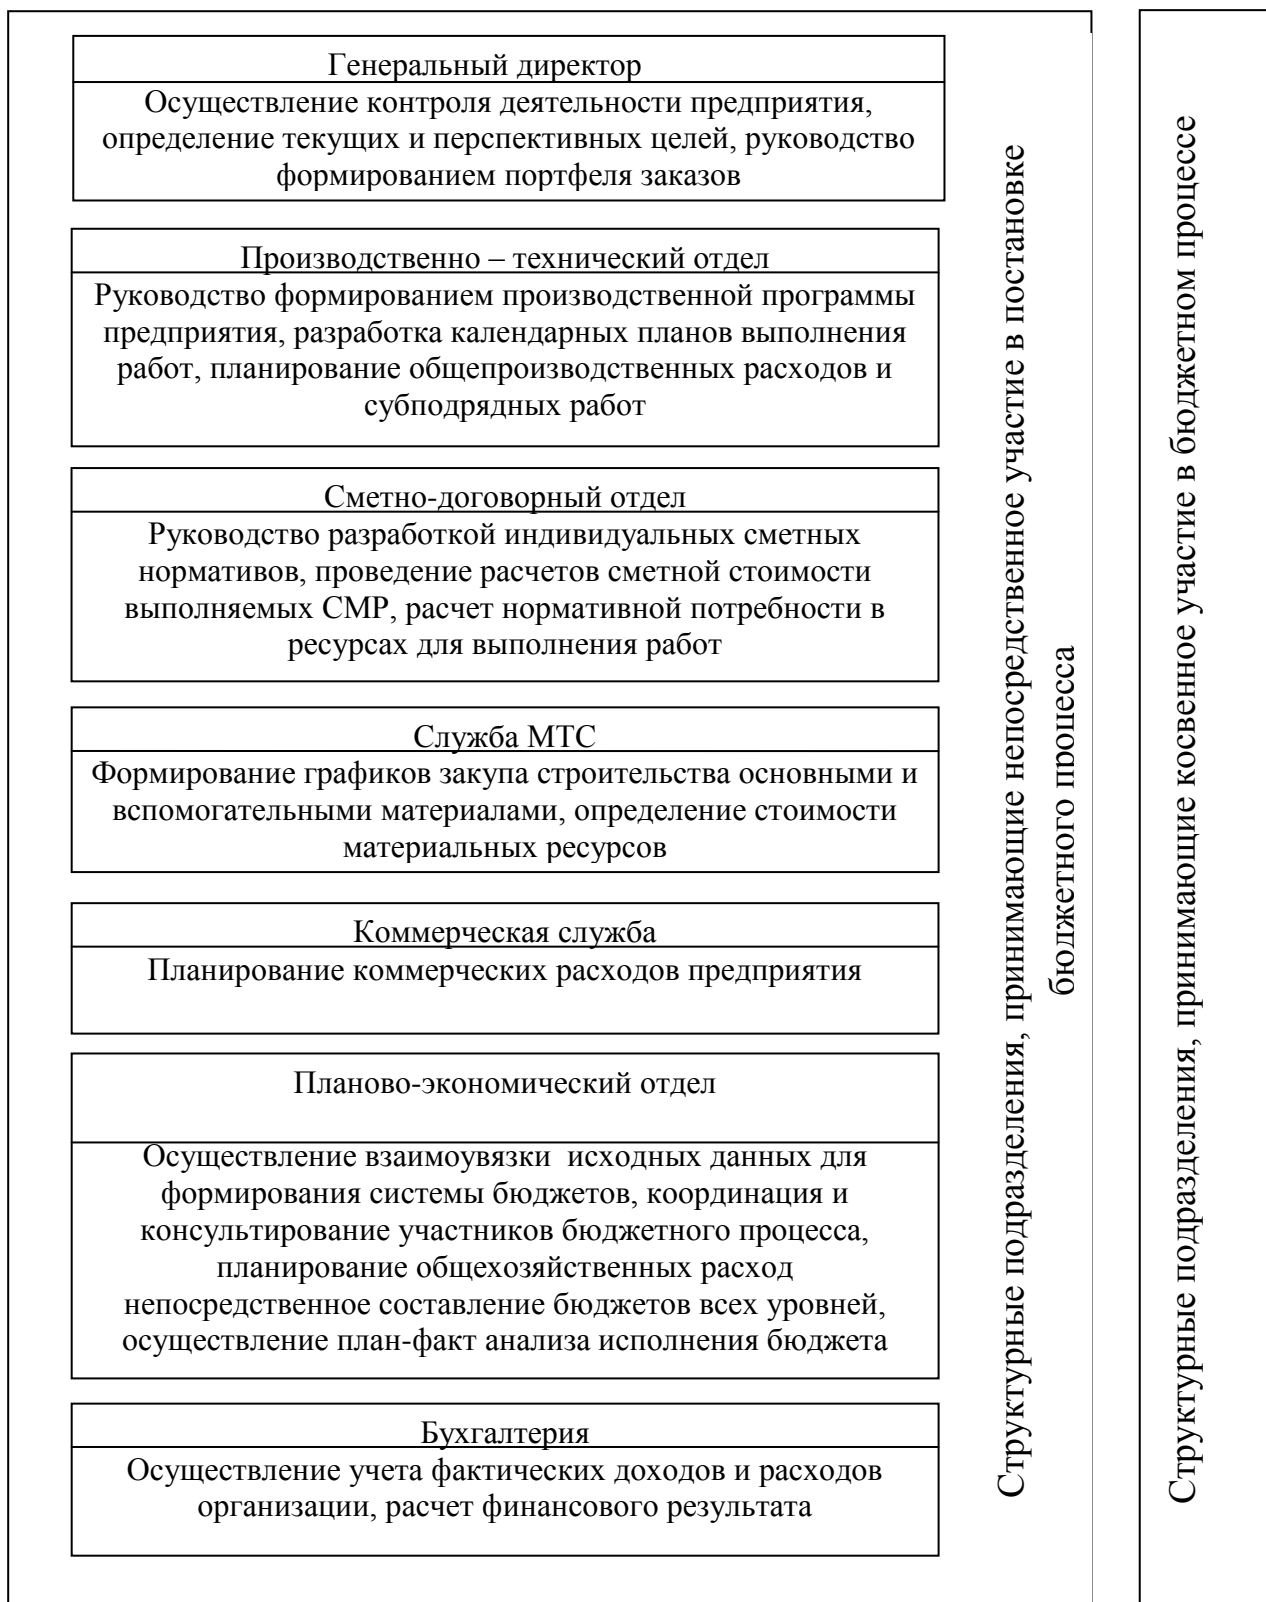 Генеральный директор
Осуществление контроля деятельности предприятия,
определение текущих и перспективных целей, руководство
формированием портфеля заказов
Производственно – технический отдел
Руководство формированием производственной программы
предприятия, разработка календарных планов выполнения
работ, планирование общепроизводственных расходов и
субподрядных работ
Сметно-договорный отдел
Руководство разработкой индивидуальных сметных
нормативов, проведение расчетов сметной стоимости
выполняемых СМР, расчет нормативной потребности в
ресурсах для выполнения работ
Служба МТС
Формирование графиков закупа строительства основными и
вспомогательными материалами, определение стоимости
материальных ресурсов
Коммерческая служба
Планирование коммерческих расходов предприятия
Планово-экономический отдел
Осуществление взаимоувязки исходных данных для
формирования системы бюджетов, координация и
консультирование участников бюджетного процесса,
планирование общехозяйственных расход
непосредственное составление бюджетов всех уровней,
осуществление план-факт анализа исполнения бюджета
Бухгалтерия
Осуществление учета фактических доходов и расходов
организации, расчет финансового результата
Структурные подразделения, принимающие непосредственное участие в постановке
бюджетного процесса
Структурные подразделения, принимающие косвенное участие в бюджетном процессе